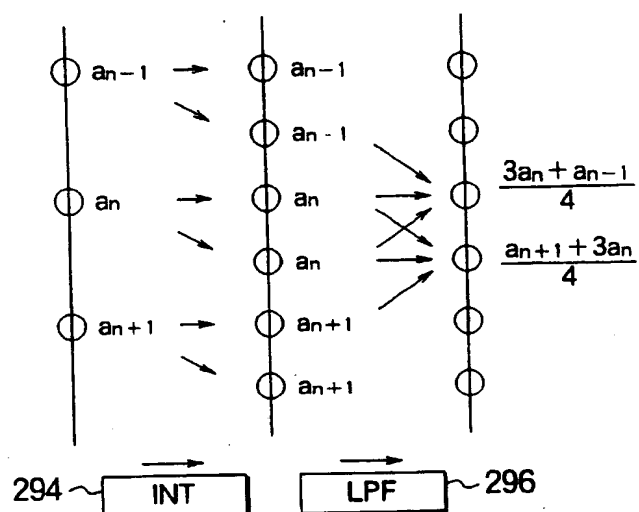 an-1 an-1
an-1
an an
an
an+1 an+1
an+1
3an + an-1
4
an+1 + 3an
4
294 INT LPF 296